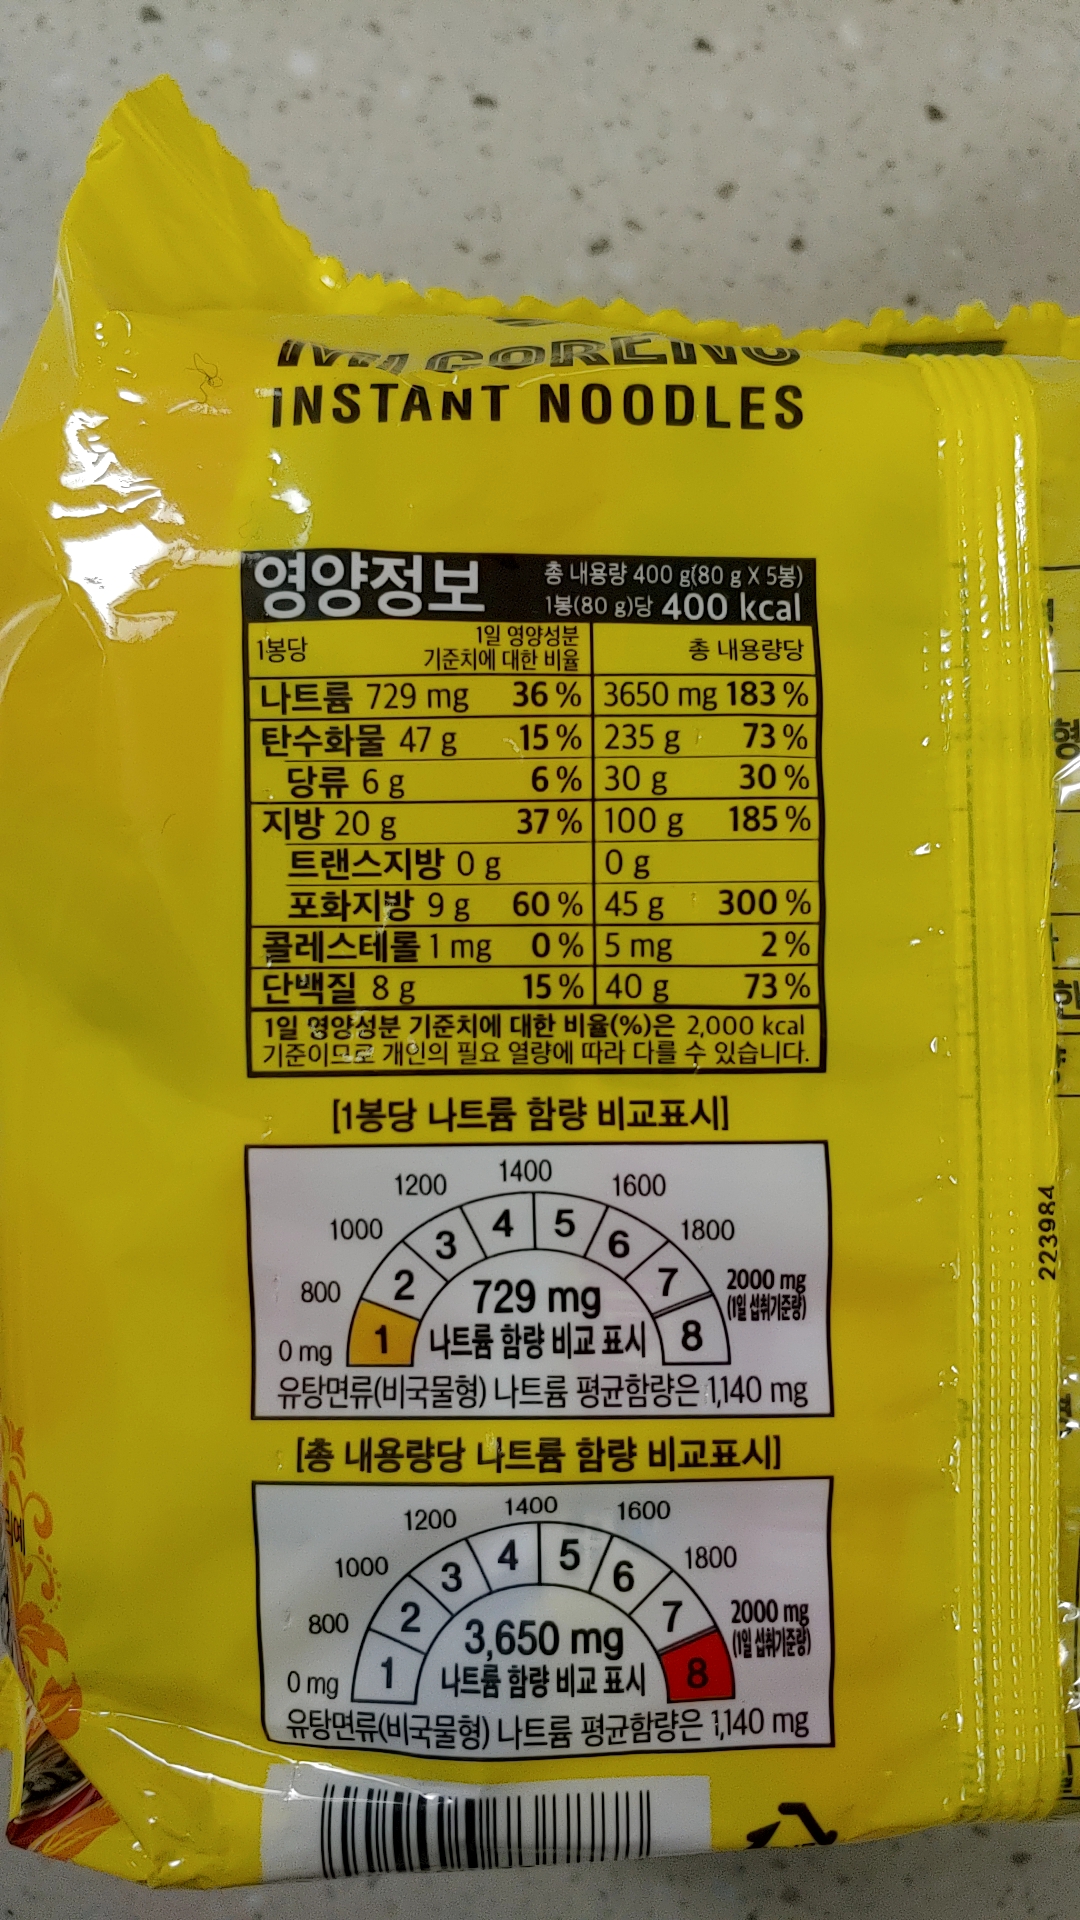 MI GORENG
INSTANT NOODLES
영양정보
총 내용량 400 g(80 g X 5봉)
1봉(80 g)당 400 kcal
1봉당 1일 영양성분 기준치에 대한 비율 총 내용량당
나트륨 729 mg 36 % 3650 mg 183 %
탄수화물 47 g 15 % 235 g 73 %
당류 6 g 6 % 30 g 30 %
지방 20 g 37 % 100 g 185 %
트랜스지방 0 g 0 g
포화지방 9 g 60 % 45 g 300 %
콜레스테롤 1 mg 0 % 5 mg 2 %
단백질 8 g 15 % 40 g 73 %
1일 영양성분 기준치에 대한 비율(%)은 2,000 kcal
기준이므로 개인의 필요 열량에 따라 다를 수 있습니다.
[1봉당 나트륨 함량 비교표시]
0 mg 800 1000 1200 1400 1600 1800 2000 mg
(1일 섭취기준량)
1 2 3 4 5 6 7 8
729 mg
나트륨 함량 비교 표시
유탕면류(비국물형) 나트륨 평균함량은 1,140 mg
[총 내용량당 나트륨 함량 비교표시]
0 mg 800 1000 1200 1400 1600 1800 2000 mg
(1일 섭취기준량)
1 2 3 4 5 6 7 8
3,650 mg
나트륨 함량 비교 표시
유탕면류(비국물형) 나트륨 평균함량은 1,140 mg
223984